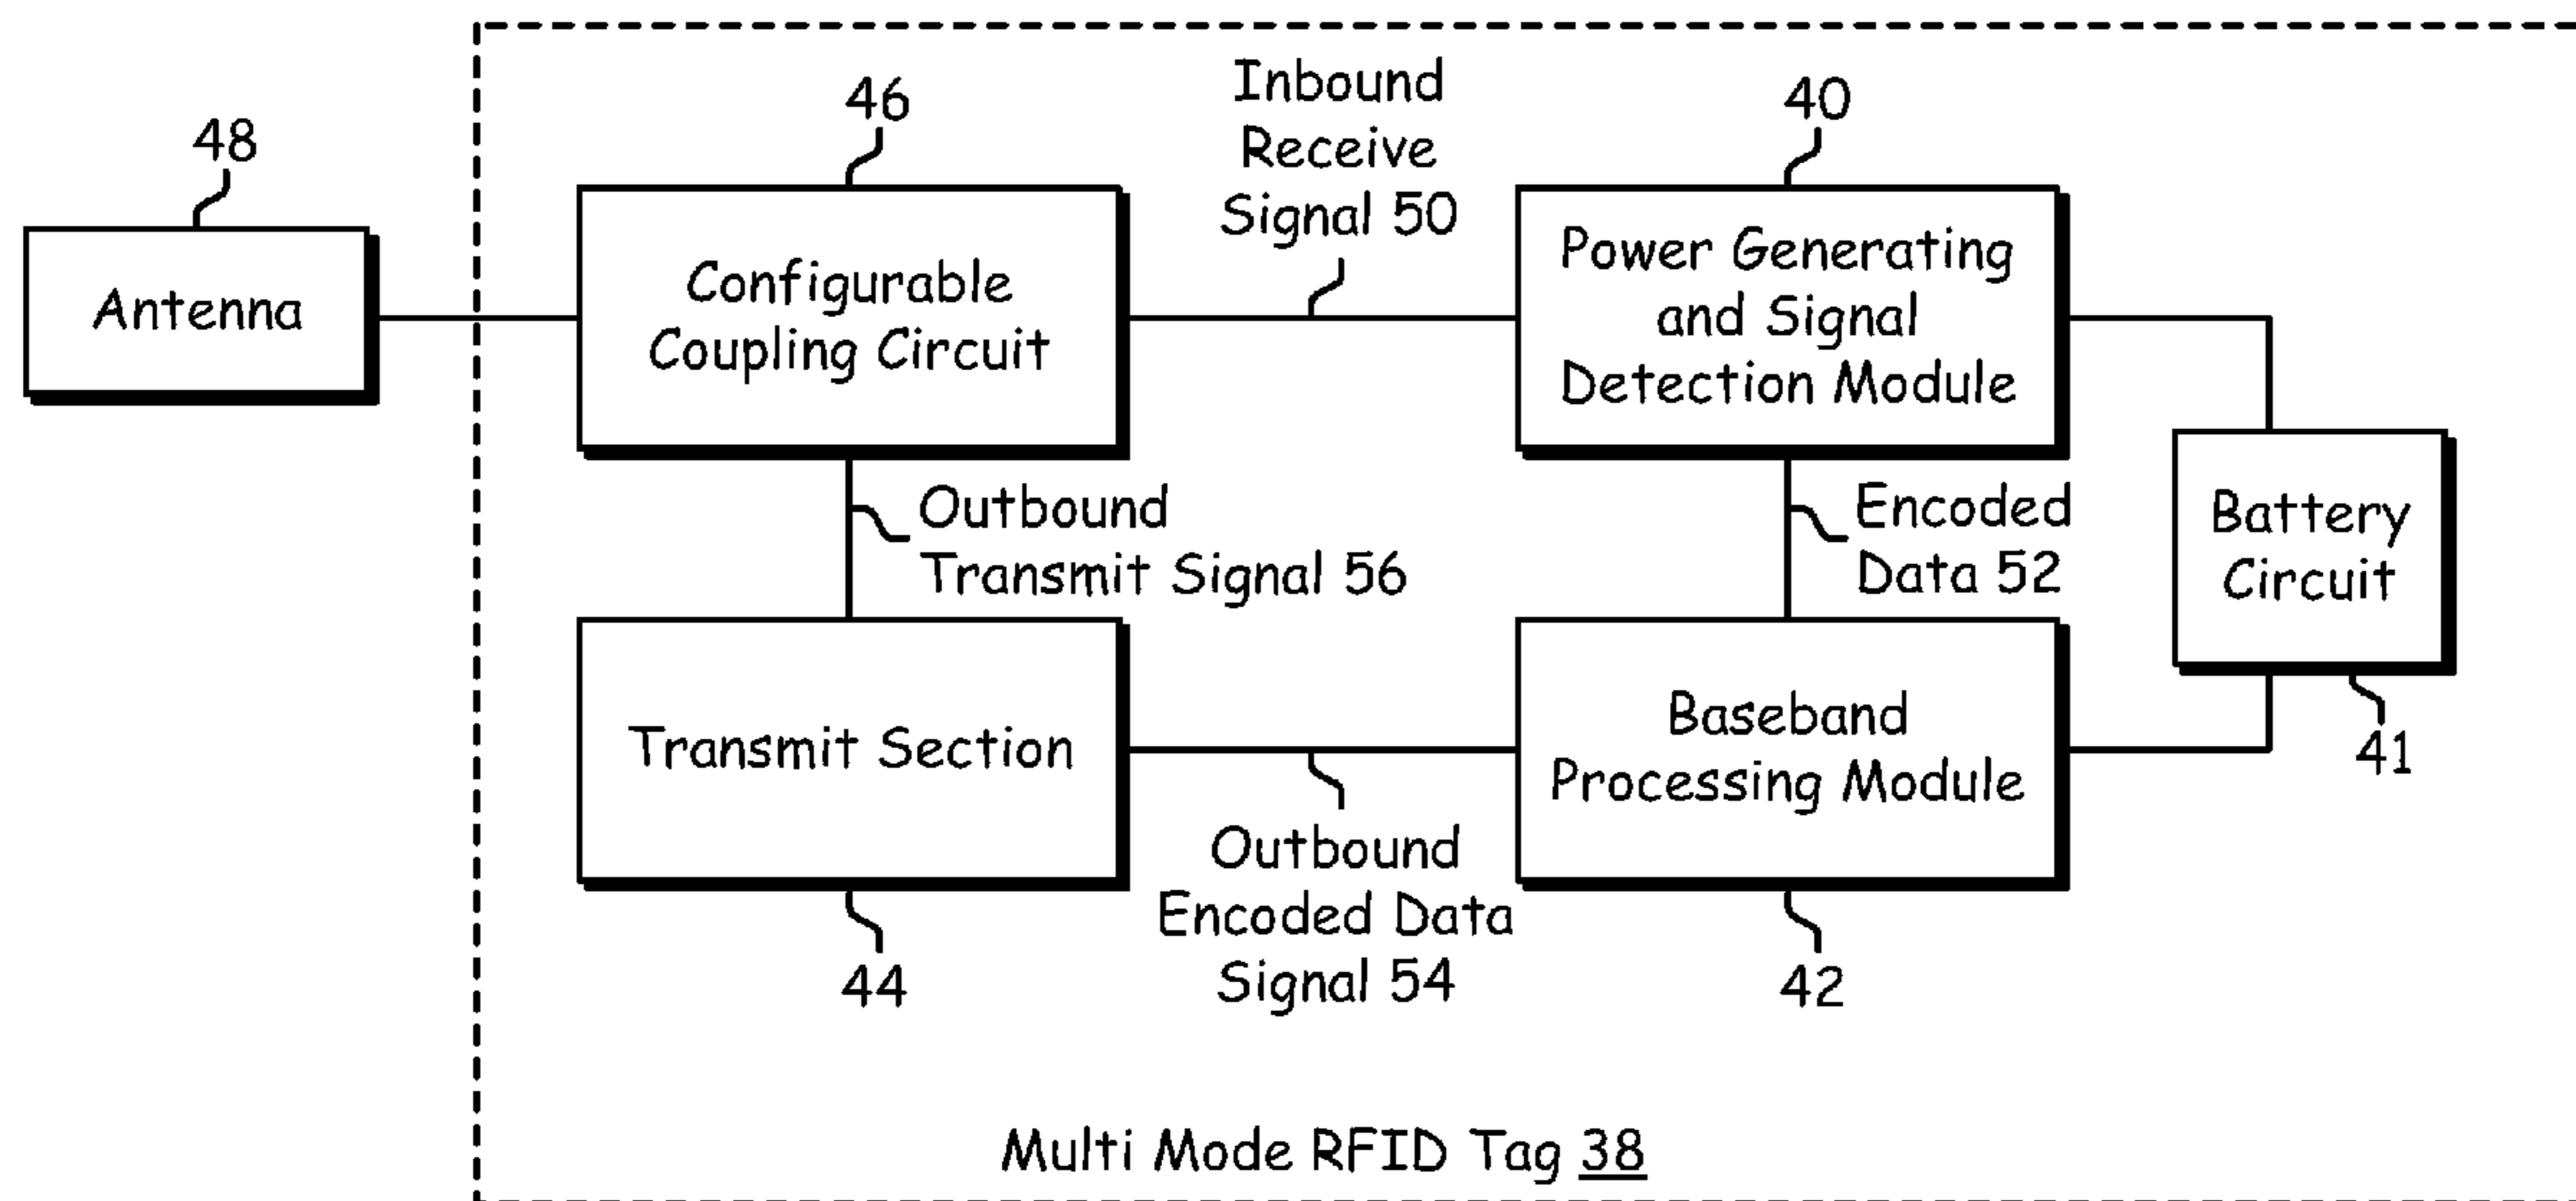 48
Antenna
46
Configurable
Coupling Circuit
Inbound
Receive
Signal 50
40
Power Generating
and Signal
Detection Module
Outbound
Transmit Signal 56
Encoded
Data 52
Battery
Circuit
41
Transmit Section
44
Outbound
Encoded Data
Signal 54
Baseband
Processing Module
42
Multi Mode RFID Tag 38